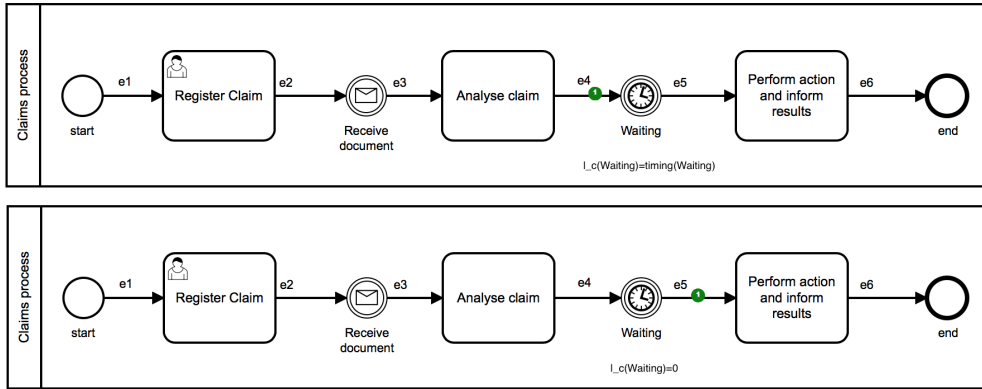 Claims process
e1
e2
e3
e4
e5
e6
1
start
Register Claim
Receive
document
Analyse claim
Waiting
Perform action
and inform
results
end
l_c(Waiting)=timing(Waiting)
Claims process
e1
e2
e3
e4
e5
e6
1
start
Register Claim
Receive
document
Analyse claim
Waiting
Perform action
and inform
results
end
l_c(Waiting)=0